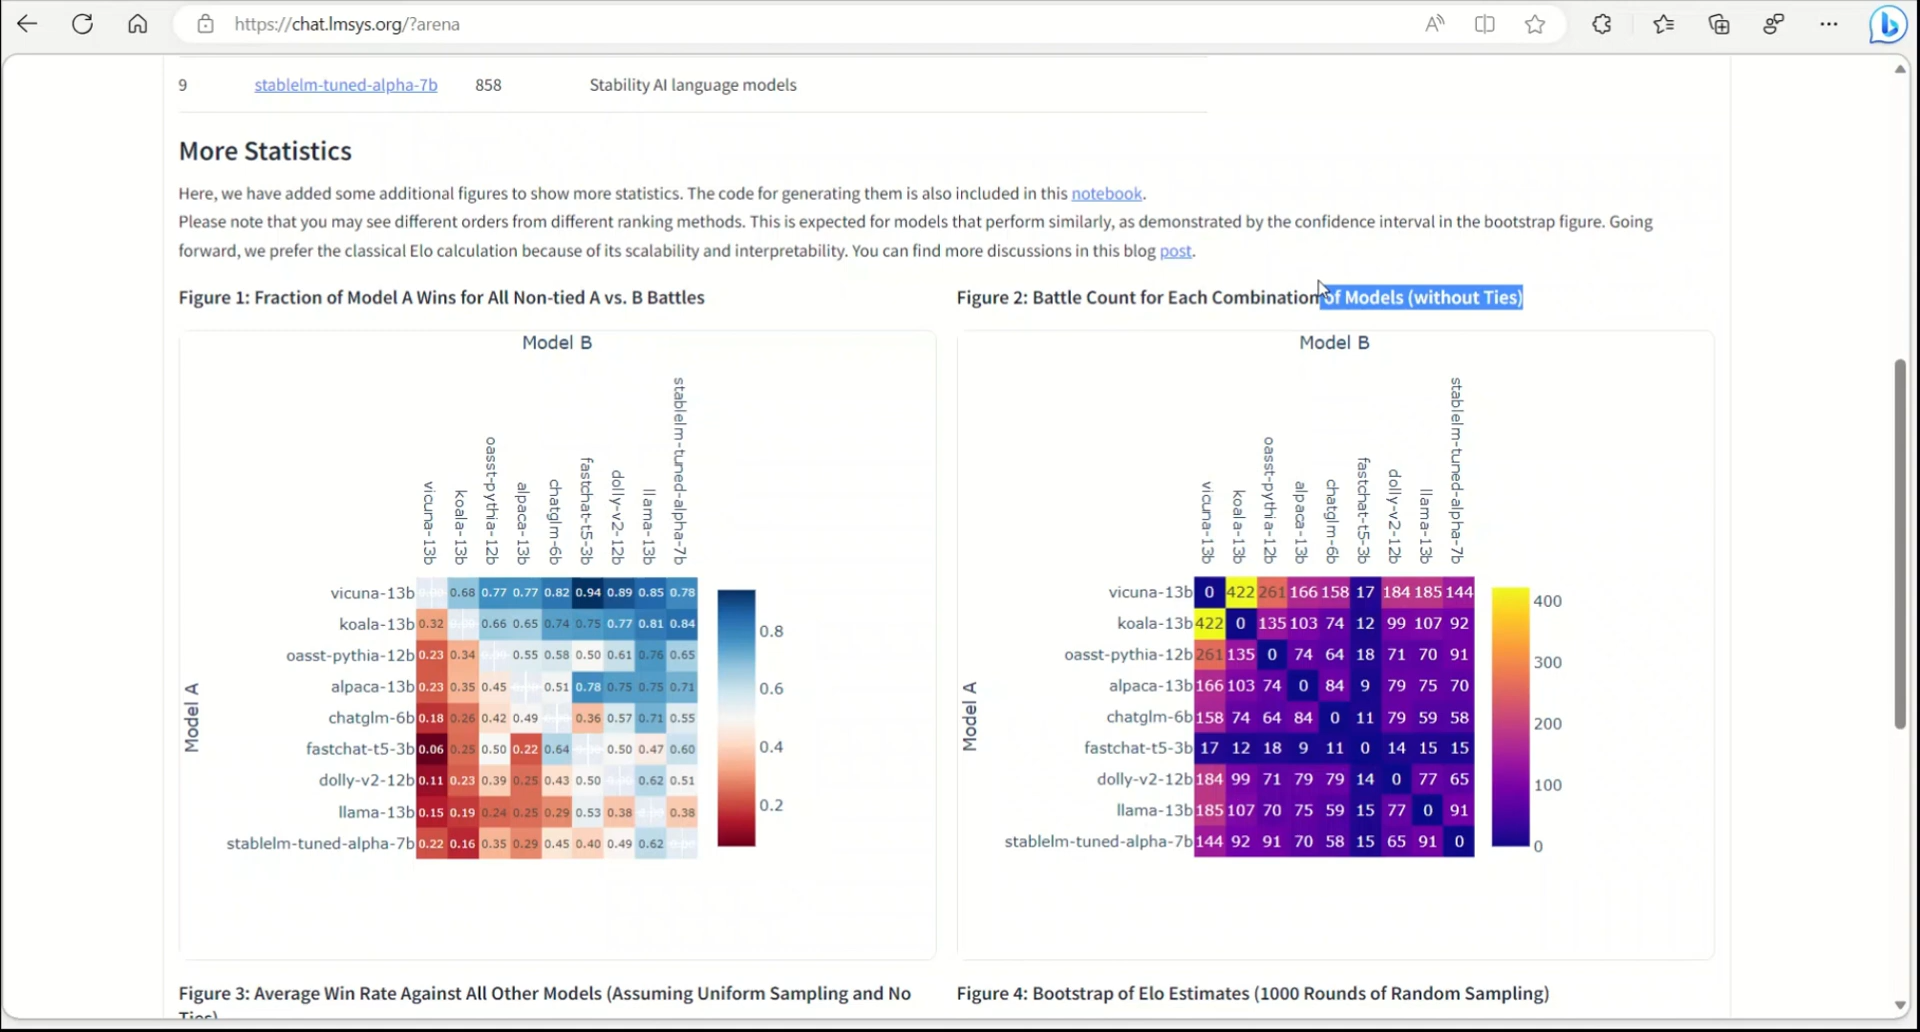 https://chat.lmsys.org/?arena
9 stablelm-tuned-alpha-7b 858 Stability AI language models
More Statistics
Here, we have added some additional figures to show more statistics. The code for generating them is also included in this notebook.
Please note that you may see different orders from different ranking methods. This is expected for models that perform similarly, as demonstrated by the confidence interval in the bootstrap figure. Going
forward, we prefer the classical Elo calculation because of its scalability and interpretability. You can find more discussions in this blog post.
Figure 1: Fraction of Model A Wins for All Non-tied A vs. B Battles
Model B
vicuna-13b koala-13b oasst-pythia-12b alpaca-13b chatglm-6b fastchat-t5-3b dolly-v2-12b llama-13b stablelm-tuned-alpha-7b
Model A
vicuna-13b 0.68 0.77 0.77 0.82 0.94 0.89 0.85 0.78
koala-13b 0.32 0.66 0.65 0.74 0.75 0.77 0.81 0.84
oasst-pythia-12b 0.23 0.34 0.55 0.58 0.50 0.61 0.76 0.65
alpaca-13b 0.23 0.35 0.45 0.51 0.78 0.75 0.75 0.71
chatglm-6b 0.18 0.26 0.42 0.49 0.36 0.57 0.71 0.55
fastchat-t5-3b 0.06 0.25 0.50 0.22 0.64 0.50 0.47 0.60
dolly-v2-12b 0.11 0.23 0.39 0.25 0.43 0.50 0.62 0.51
llama-13b 0.15 0.19 0.24 0.25 0.29 0.53 0.38 0.38
stablelm-tuned-alpha-7b 0.22 0.16 0.35 0.29 0.45 0.40 0.49 0.62
0.8
0.6
0.4
0.2
Figure 2: Battle Count for Each Combination of Models (without Ties)
Model B
vicuna-13b koala-13b oasst-pythia-12b alpaca-13b chatglm-6b fastchat-t5-3b dolly-v2-12b llama-13b stablelm-tuned-alpha-7b
Model A
vicuna-13b 0 422 261 166 158 17 184 185 144
koala-13b 422 0 135 103 74 12 99 107 92
oasst-pythia-12b 261 135 0 74 64 18 71 70 91
alpaca-13b 166 103 74 0 84 9 79 75 70
chatglm-6b 158 74 64 84 0 11 79 59 58
fastchat-t5-3b 17 12 18 9 11 0 14 15 15
dolly-v2-12b 184 99 71 79 79 14 0 77 65
llama-13b 185 107 70 75 59 15 77 0 91
stablelm-tuned-alpha-7b 144 92 91 70 58 15 65 91 0
400
300
200
100
0
Figure 3: Average Win Rate Against All Other Models (Assuming Uniform Sampling and No
Ties)
Figure 4: Bootstrap of Elo Estimates (1000 Rounds of Random Sampling)